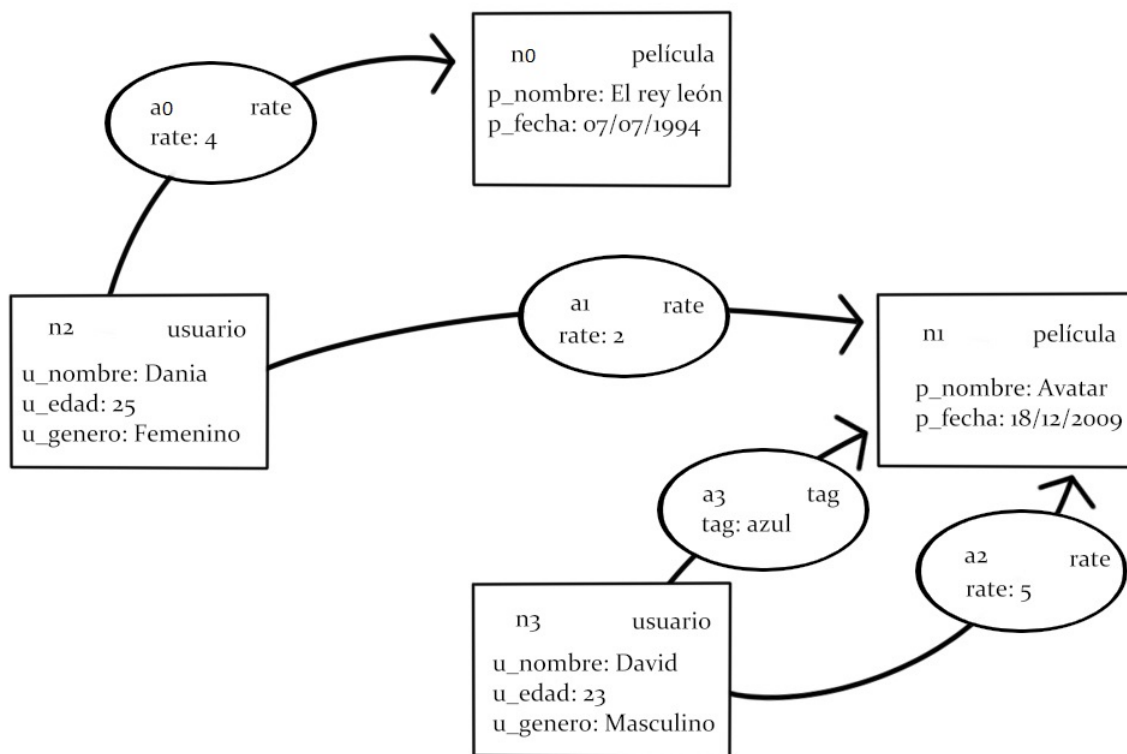 n0 película
p_nombre: El rey león
p_fecha: 07/07/1994
a0 rate
rate: 4
a1 rate
rate: 2
n2 usuario
u_nombre: Dania
u_edad: 25
u_genero: Femenino
n1 película
p_nombre: Avatar
p_fecha: 18/12/2009
a3 tag
tag: azul
a2 rate
rate: 5
n3 usuario
u_nombre: David
u_edad: 23
u_genero: Masculino